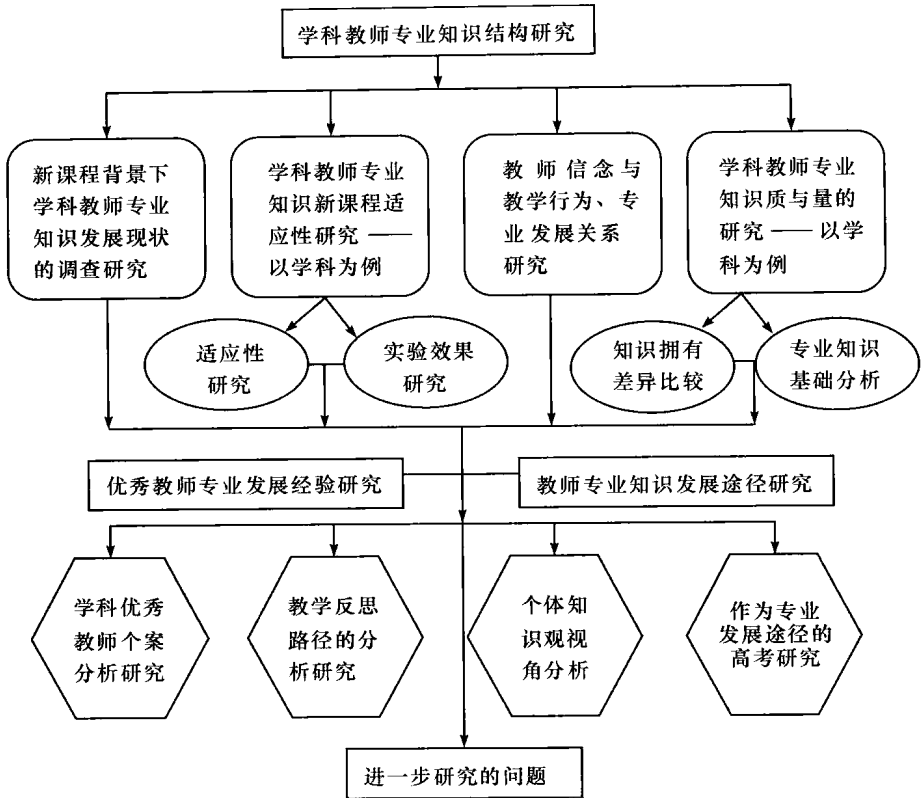 学科教师专业知识结构研究
新课程背景下
学科教师专业
知识发展现状
的调查研究
学科教师专业
知识新课程适
应性研究——
以学科为例
教师信念与
教学行为、专
业发展关系
研究
学科教师专业
知识质与量的
研究——以学
科为例
适应性
研究
实验效果
研究
知识拥有
差异比较
专业知识
基础分析
优秀教师专业发展经验研究
教师专业知识发展途径研究
学科优秀
教师个案
分析研究
教学反思
路径的分
析研究
个体知
识观视
角分析
作为专业
发展途径的
高考研究
进一步研究的问题